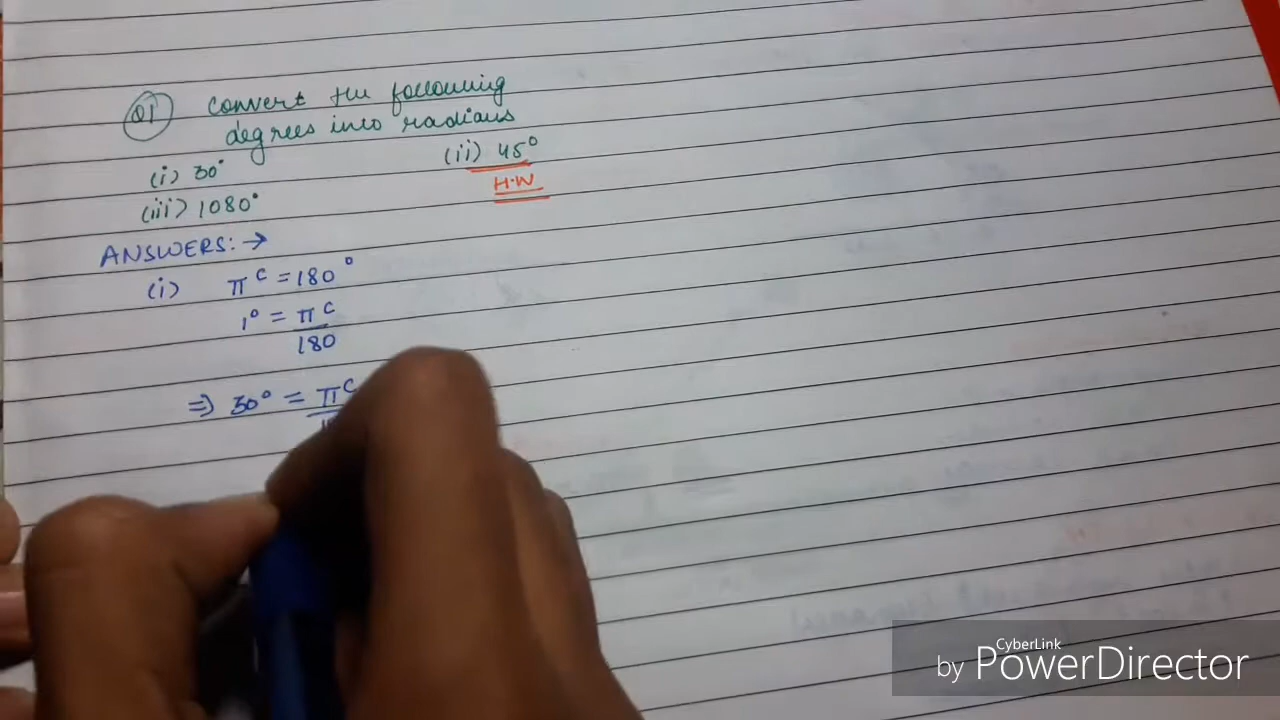 Q1 Convert the following
degrees into radians
(i) 30° (ii) 45°
H.W
(iii) 1080°
ANSWERS:→
(i) π^c = 180°
1° = π^c
180
⇒ 30° = π^c
CyberLink
by PowerDirector